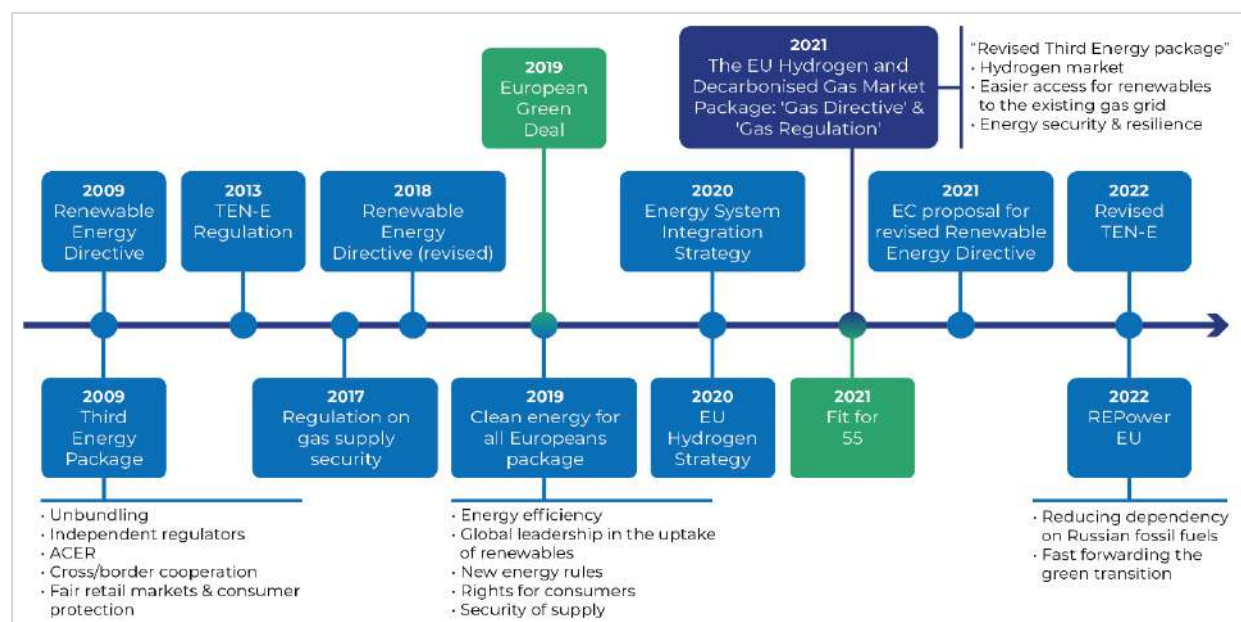 2019
European
Green
Deal
2021
The EU Hydrogen and
Decarbonised Gas Market
Package: 'Gas Directive' &
'Gas Regulation'
"Revised Third Energy package"
· Hydrogen market
· Easier access for renewables
to the existing gas grid
· Energy security & resilience
2009
Renewable
Energy
Directive
2013
TEN-E
Regulation
2018
Renewable
Energy
Directive (revised)
2020
Energy System
Integration
Strategy
2021
EC proposal for
revised Renewable
Energy Directive
2022
Revised
TEN-E
2009
Third
Energy
Package
2017
Regulation on
gas supply
security
2019
Clean energy for
all Europeans
package
2020
EU
Hydrogen
Strategy
2021
Fit for
55
2022
REPower
EU
· Unbundling
· Independent regulators
· ACER
· Cross/border cooperation
· Fair retail markets & consumer
protection
· Energy efficiency
· Global leadership in the uptake
of renewables
· New energy rules
· Rights for consumers
· Security of supply
· Reducing dependency
on Russian fossil fuels
· Fast forwarding the
green transition